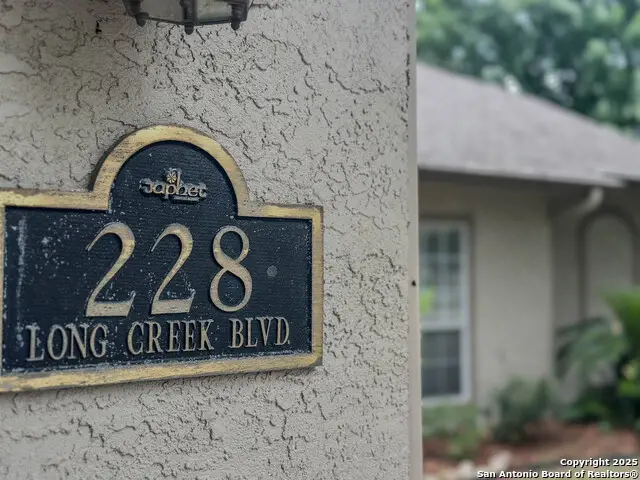 Japhet
228
LONG CREEK BLVD.
Copyright 2025
San Antonio Board of Realtors®